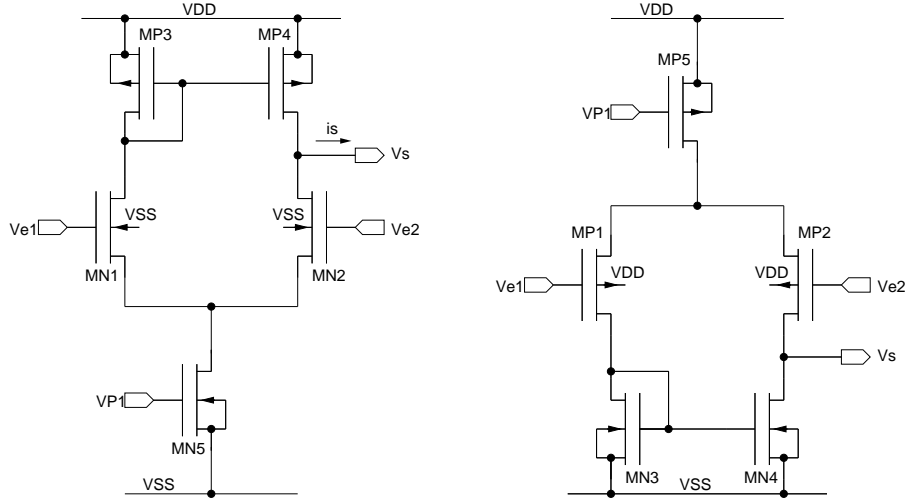 VDD
MP3
MP4
is
Vs
Ve1
VSS
VSS
Ve2
MN1
MN2
VP1
MN5
VSS
VDD
MP5
VP1
MP1
MP2
Ve1
VDD
VDD
Ve2
Vs
MN3
MN4
VSS